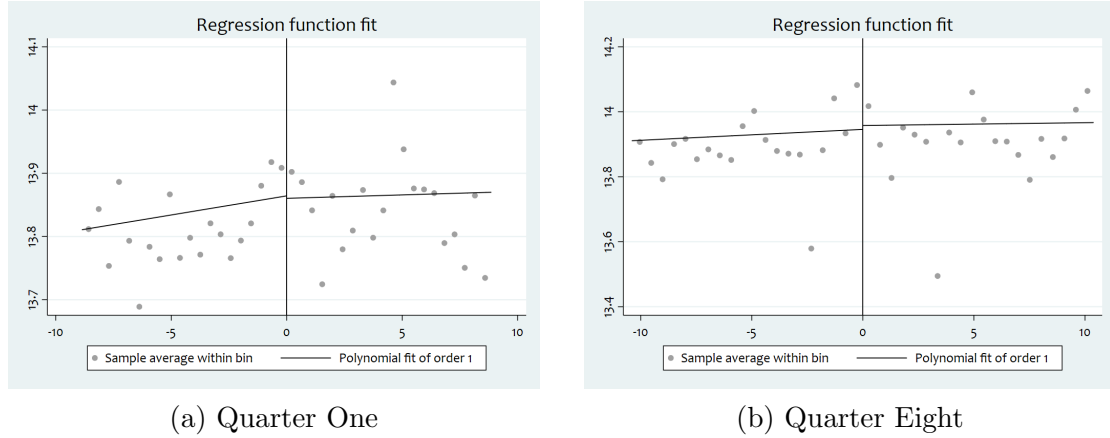 Regression function fit
14.1
14
13.9
13.8
13.7
-10 -5 0 5 10
Sample average within bin Polynomial fit of order 1
(a) Quarter One
Regression function fit
14.2
14
13.8
13.6
13.4
-10 -5 0 5 10
Sample average within bin Polynomial fit of order 1
(b) Quarter Eight